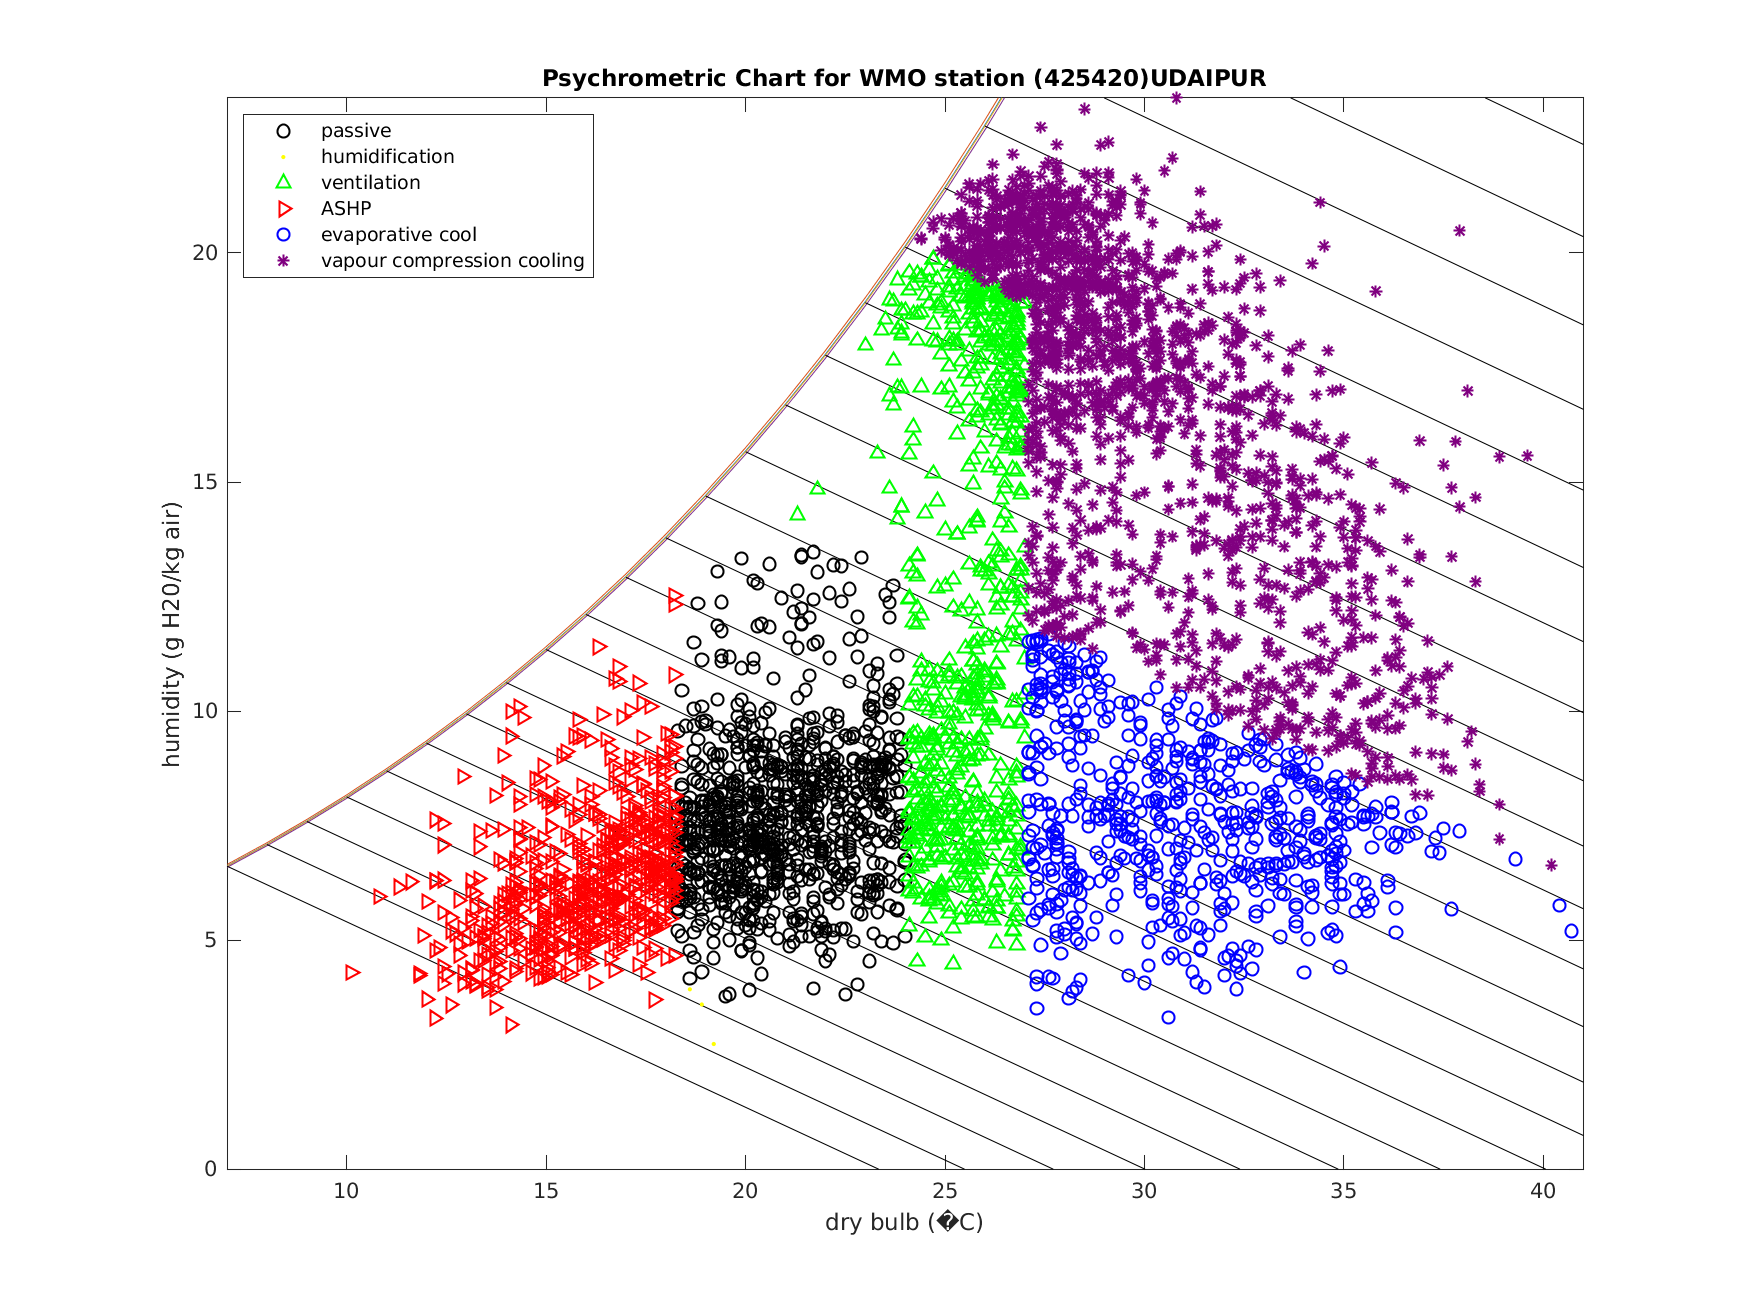 Psychrometric Chart for WMO station (425420)UDAIPUR
passive
humidification
ventilation
ASHP
evaporative cool
vapour compression cooling
humidity (g H20/kg air)
20
15
10
5
0
10 15 20 25 30 35 40
dry bulb (�C)